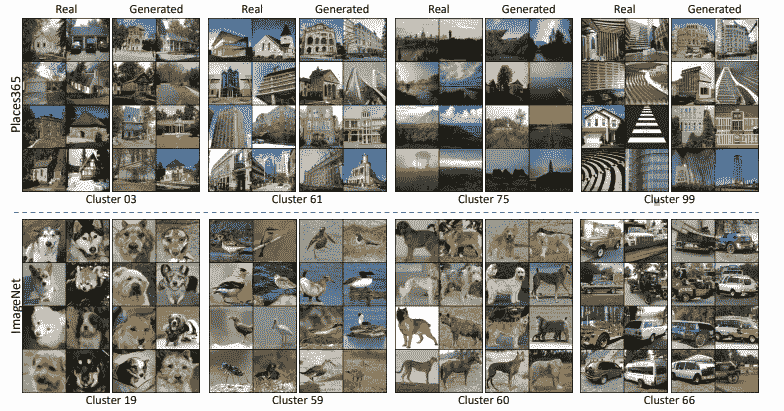 Real Generated Real Generated Real Generated Real Generated
Places365
Cluster 03 Cluster 61 Cluster 75 Cluster 99
ImageNet
Cluster 19 Cluster 59 Cluster 60 Cluster 66